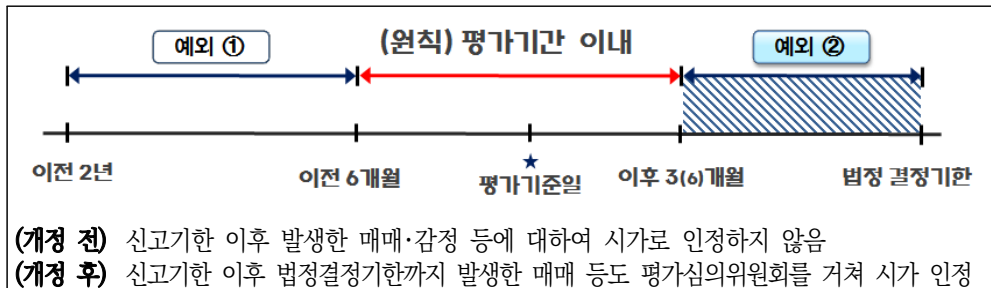 예외 ① (원칙) 평가기간 이내 예외 ②
이전 2년 이전 6개월 평가기준일 이후 3(6)개월 법정 결정기한
(개정 전) 신고기한 이후 발생한 매매·감정 등에 대하여 시가로 인정하지 않음
(개정 후) 신고기한 이후 법정결정기한까지 발생한 매매 등도 평가심의위원회를 거쳐 시가 인정